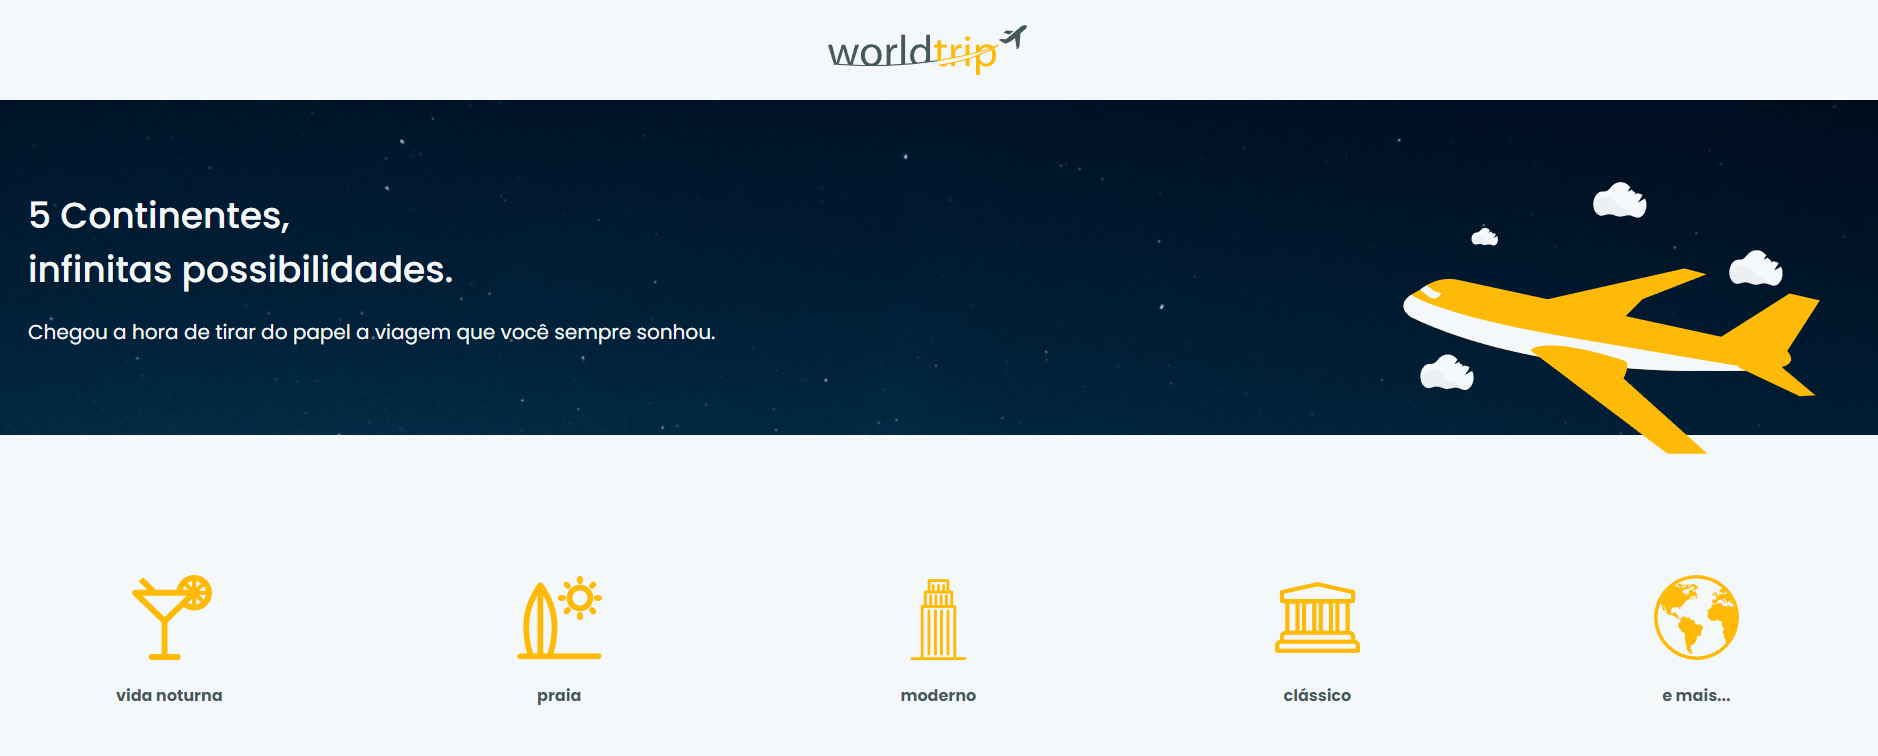 worldtrip
5 Continentes,
infinitas possibilidades.
Chegou a hora de tirar do papel a viagem que você sempre sonhou.
vida noturna
praia
moderno
clássico
e mais...